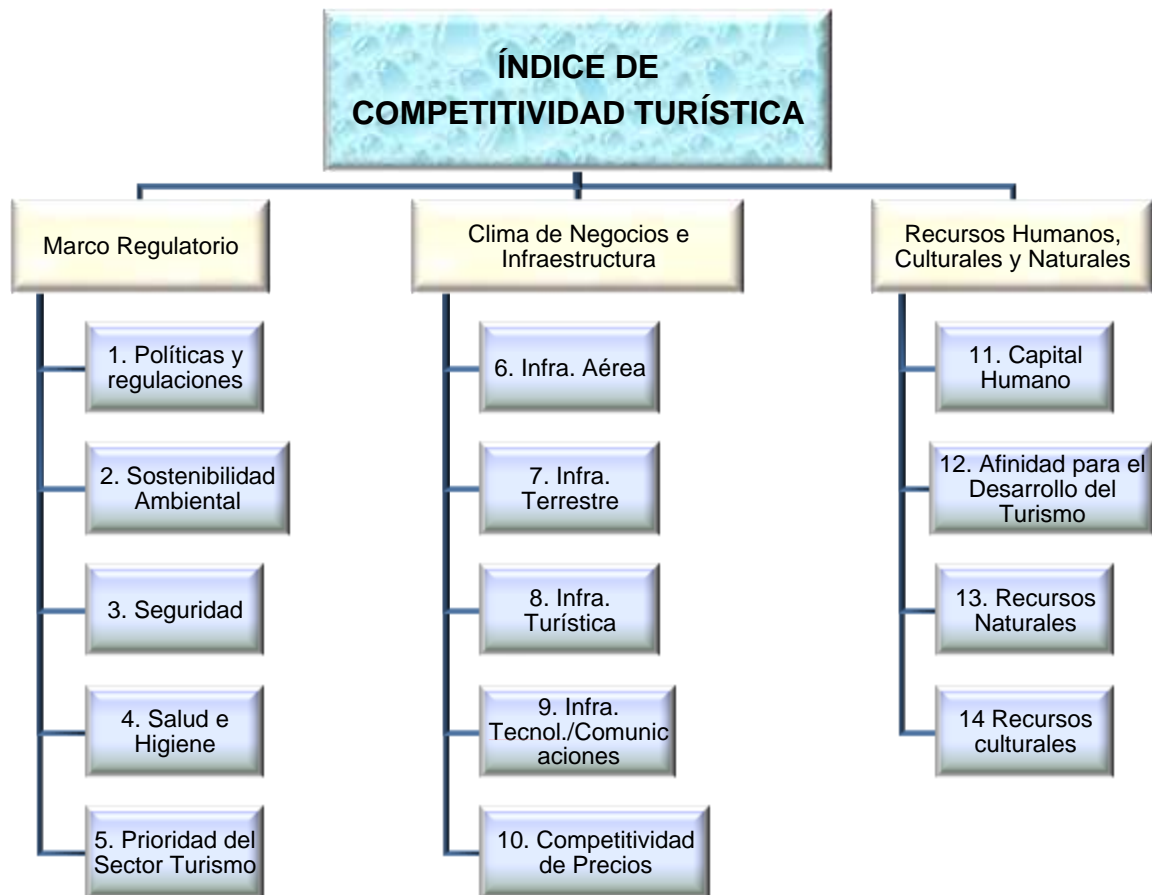 ÍNDICE DE
COMPETITIVIDAD TURÍSTICA
Marco Regulatorio
1. Políticas y
regulaciones
2. Sostenibilidad
Ambiental
3. Seguridad
4. Salud e
Higiene
5. Prioridad del
Sector Turismo
Clima de Negocios e
Infraestructura
6. Infra. Aérea
7. Infra.
Terrestre
8. Infra.
Turística
9. Infra.
Tecnol./Comunic
aciones
10. Competitividad
de Precios
Recursos Humanos,
Culturales y Naturales
11. Capital
Humano
12. Afinidad para el
Desarrollo del
Turismo
13. Recursos
Naturales
14 Recursos
culturales